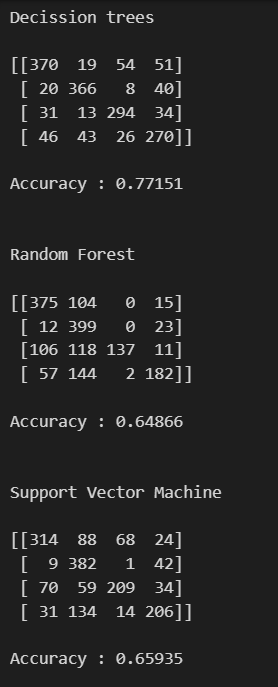 Decission trees
[[370 19 54 51]
[ 20 366 8 40]
[ 31 13 294 34]
[ 46 43 26 270]]
Accuracy : 0.77151
Random Forest
[[375 104 0 15]
[ 12 399 0 23]
[106 118 137 11]
[ 57 144 2 182]]
Accuracy : 0.64866
Support Vector Machine
[[314 88 68 24]
[ 9 382 1 42]
[ 70 59 209 34]
[ 31 134 14 206]]
Accuracy : 0.65935